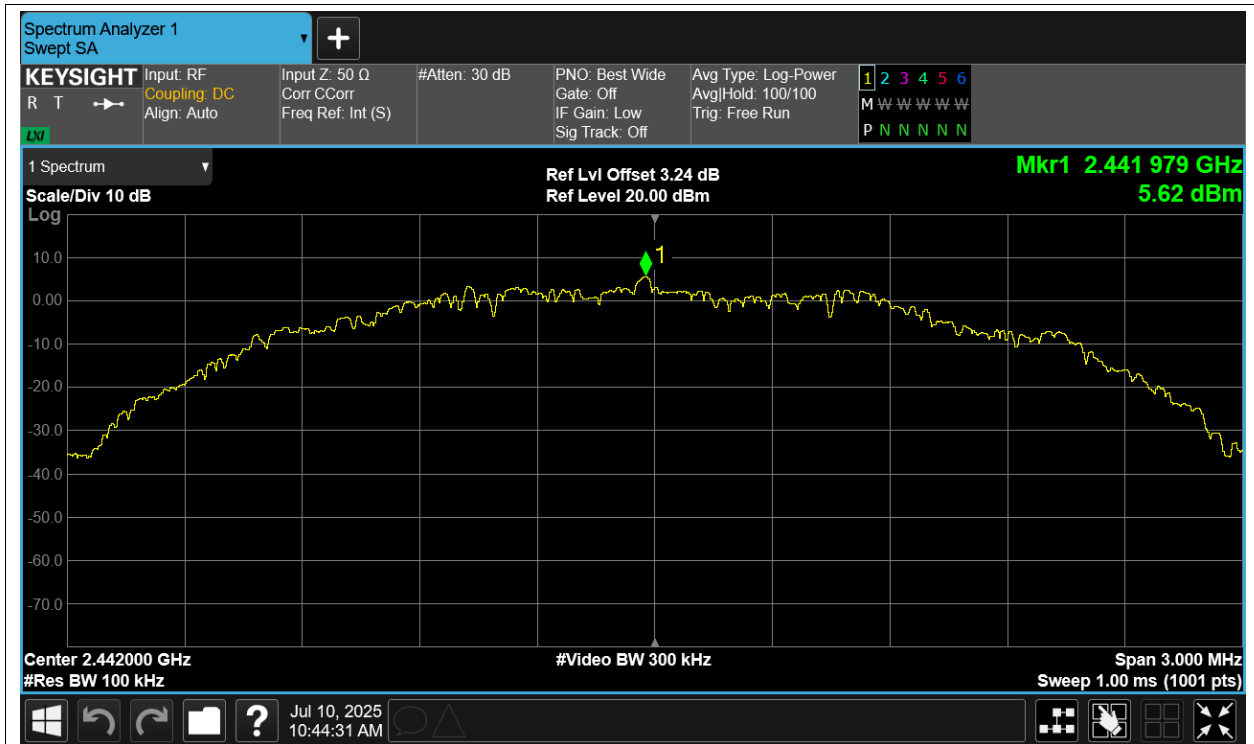 Spectrum Analyzer 1
Swept SA
+
KEYSIGHT
R T
LXI
Input: RF
Coupling: DC
Align: Auto
Input Z: 50 Ω
Corr CCorr
Freq Ref: Int (S)
#Atten: 30 dB
PNO: Best Wide
Gate: Off
IF Gain: Low
Sig Track: Off
Avg Type: Log-Power
Avg|Hold: 100/100
Trig: Free Run
1 2 3 4 5 6
M W W W W W
P N N N N N
1 Spectrum
Scale/Div 10 dB
Log
Ref Lvl Offset 3.24 dB
Ref Level 20.00 dBm
Mkr1 2.441 979 GHz
5.62 dBm
1
10.0
0.00
-10.0
-20.0
-30.0
-40.0
-50.0
-60.0
-70.0
Center 2.442000 GHz
#Res BW 100 kHz
#Video BW 300 kHz
Span 3.000 MHz
Sweep 1.00 ms (1001 pts)
?
Jul 10, 2025
10:44:31 AM